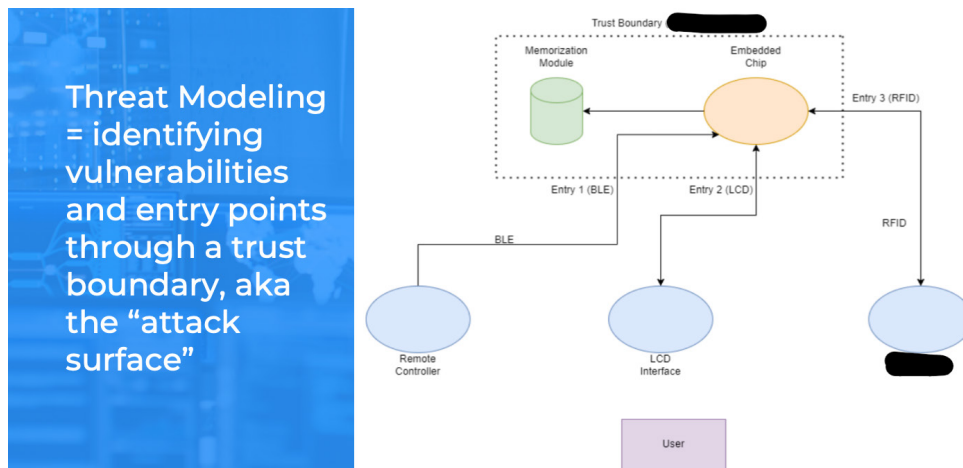 Threat Modeling
= identifying
vulnerabilities
and entry points
through a trust
boundary, aka
the “attack
surface”
Trust Boundary
Memorization
Module
Embedded
Chip
Entry 3 (RFID)
Entry 1 (BLE)
Entry 2 (LCD)
BLE
RFID
Remote
Controller
LCD
Interface
User